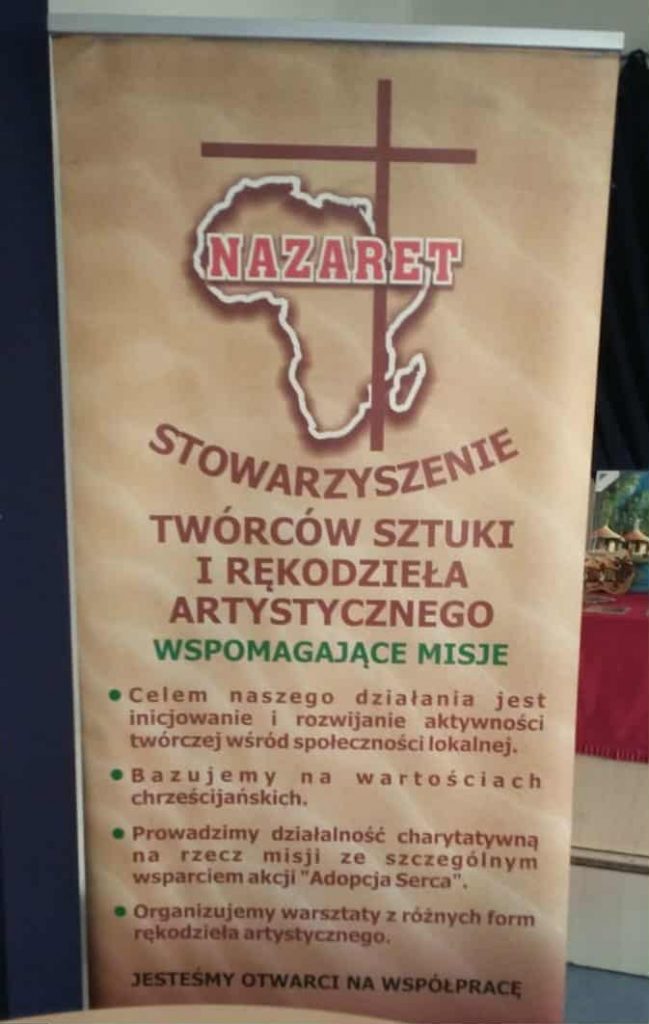 NAZARET
STOWARZYSZENIE
TWÓRCÓW SZTUKI
I RĘKODZIEŁA
ARTYSTYCZNEGO
WSPOMAGAJĄCE MISJE
• Celem naszego działania jest
inicjowanie i rozwijanie aktywności
twórczej wśród społeczności lokalnej.
• Bazujemy na wartościach
chrześcijańskich.
• Prowadzimy działalność charytatywną
na rzecz misji ze szczególnym
wsparciem akcji "Adopcja Serca".
• Organizujemy warsztaty z różnych form
rękodzieła artystycznego.
JESTEŚMY OTWARCI NA WSPÓŁPRACĘ